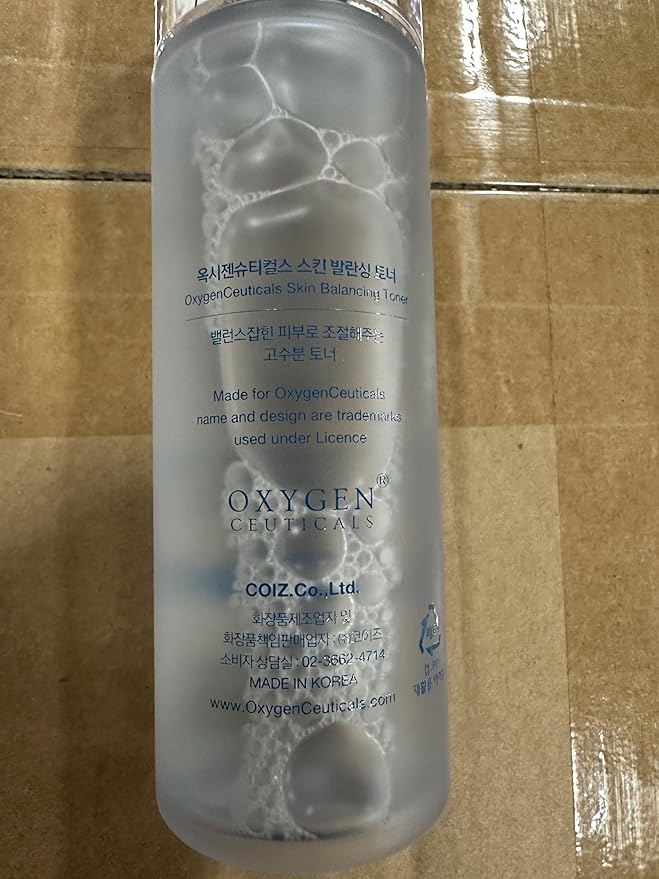 옥시젠슈티컬스 스킨 발란싱 토너
OxygenCeuticals Skin Balancing Toner
밸런스잡힌 피부로 조절해주는
고수분 토너
Made for OxygenCeuticals
name and design are trademarks
used under Licence
OXYGEN®
CEUTICALS
COIZ.Co.,Ltd.
화장품제조업자 및
화장품책임판매업자 : ㈜코이즈
소비자상담실 : 02-3662-4714
MADE IN KOREA
www.OxygenCeuticals.com